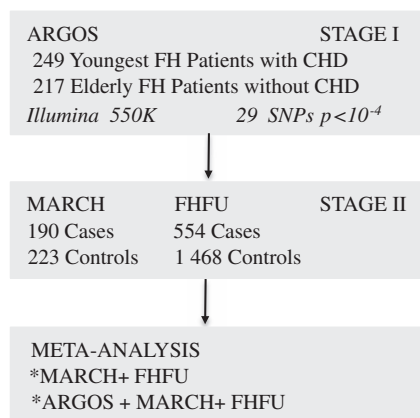 ARGOS STAGE I
249 Youngest FH Patients with CHD
217 Elderly FH Patients without CHD
Illumina 550K 29 SNPs p<10⁻⁴
MARCH FHFU STAGE II
190 Cases 554 Cases
223 Controls 1 468 Controls
META-ANALYSIS
*MARCH+ FHFU
*ARGOS + MARCH+ FHFU